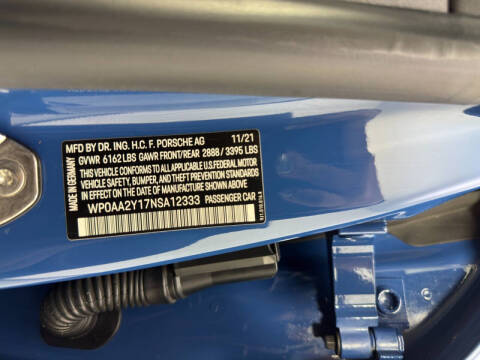 MFD BY DR. ING. H.C. F. PORSCHE AG 11/21
GVWR 6162 LBS GAWR FRONT/REAR 2888 / 3395 LBS
THIS VEHICLE CONFORMS TO ALL APPLICABLE U.S. FEDERAL MOTOR
VEHICLE SAFETY, BUMPER, AND THEFT PREVENTION STANDARDS
IN EFFECT ON THE DATE OF MANUFACTURE SHOWN ABOVE.
WP0AA2Y17NSA12333 PASSENGER CAR
MADE IN GERMANY